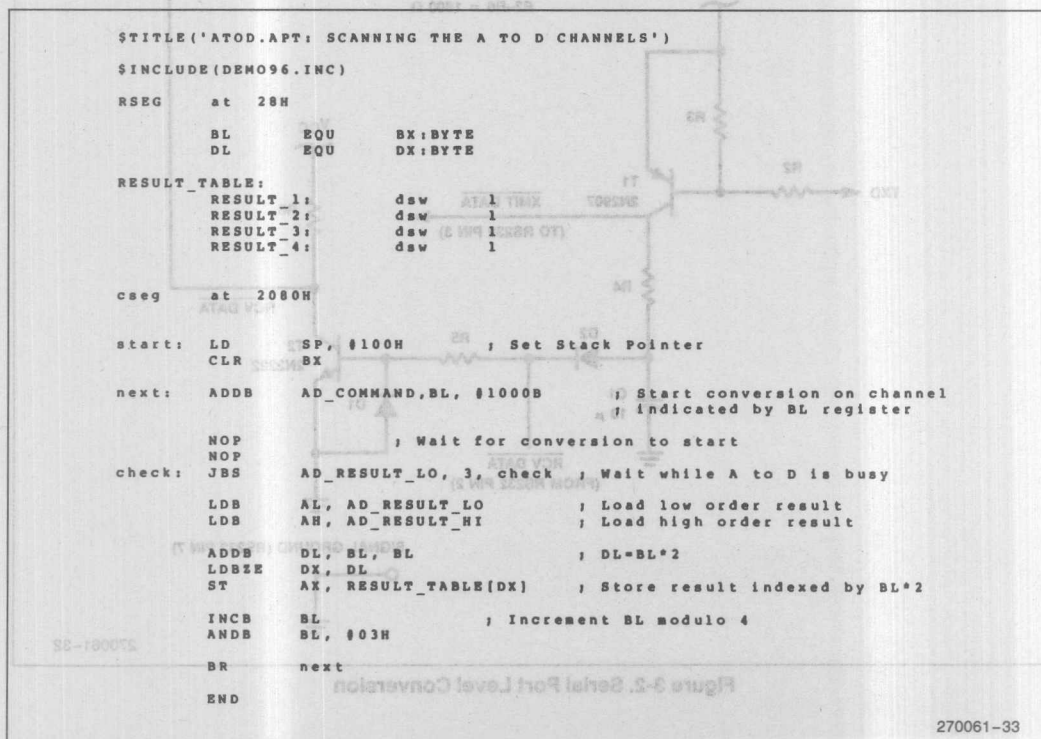 $TITLE('ATOD.APT: SCANNING THE A TO D CHANNELS')
$INCLUDE(DEMO96.INC)
RSEG at 28H
BL EQU BX:BYTE
DL EQU DX:BYTE
RESULT_TABLE:
RESULT_1: dsw 1
RESULT_2: dsw 1
RESULT_3: dsw 1
RESULT_4: dsw 1
cseg at 2080H
start: LD SP, #100H ; Set Stack Pointer
CLR BX
next: ADDB AD_COMMAND,BL, #1000B ; Start conversion on channel
; indicated by BL register
NOP ; Wait for conversion to start
NOP
check: JBS AD_RESULT_LO, 3, check ; Wait while A to D is busy
LDB AL, AD_RESULT_LO ; Load low order result
LDB AH, AD_RESULT_HI ; Load high order result
ADDB DL, BL, BL ; DL=BL*2
LDBZE DX, DL
ST AX, RESULT_TABLE[DX] ; Store result indexed by BL*2
INCB BL ; Increment BL modulo 4
ANDB BL, #03H
BR next
END
270061-33